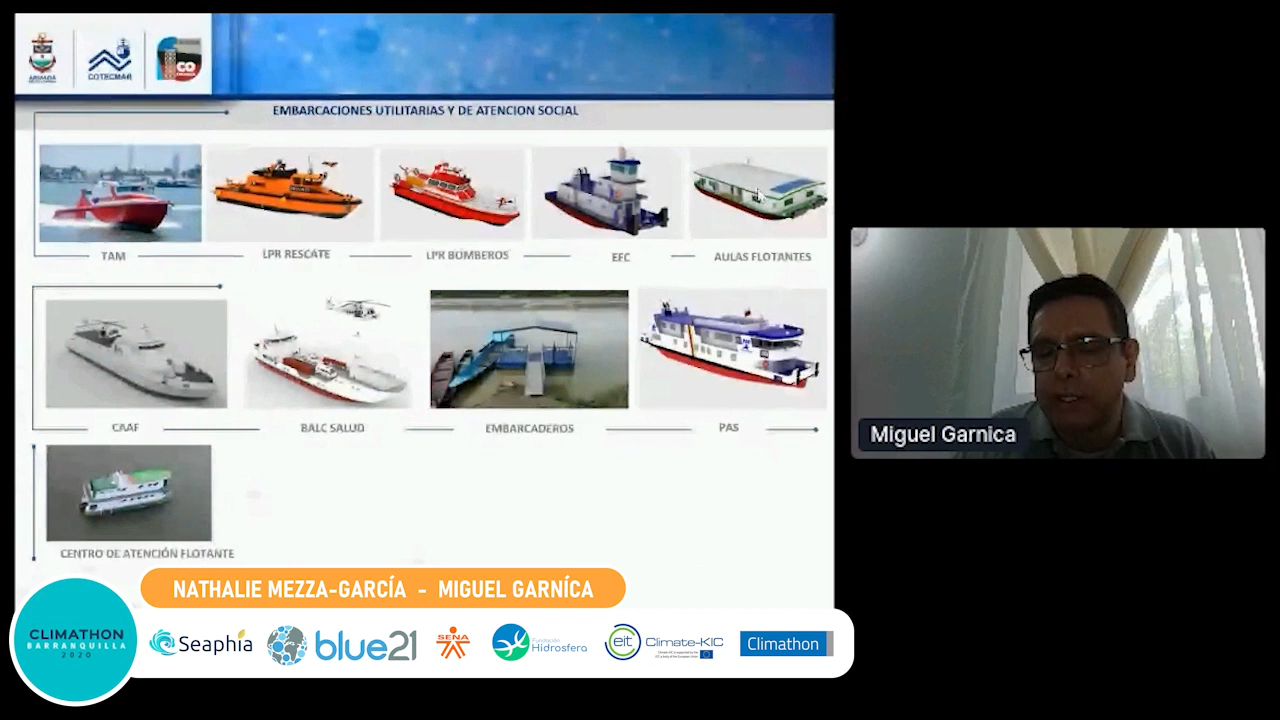 ARMADA
COTECMAR
CO
EMBARCACIONES UTILITARIAS Y DE ATENCION SOCIAL
TAM
LPR RESCATE
LPR BOMBEROS
EFC
AULAS FLOTANTES
CAAF
BALC SALUD
EMBARCADEROS
PAS
CENTRO DE ATENCIÓN FLOTANTE
Miguel Garnica
NATHALIE MEZZA-GARCÍA - MIGUEL GARNÍCA
CLIMATHON
BARRANQUILLA
2020
Seaphia
blue21
SENA
Fundación
Hidrosfera
eit
Climate-KIC
Climathon